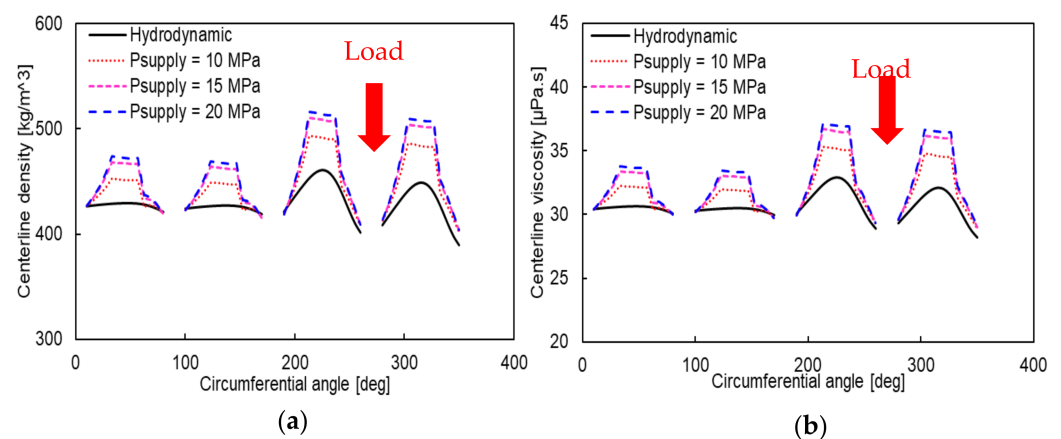 600
500
400
300
Centerline density [kg/m^3]
Hydrodynamic
Psupply = 10 MPa
Psupply = 15 MPa
Psupply = 20 MPa
Load
0
100
200
300
400
Circumferential angle [deg]
(a)
45
40
35
30
25
20
Centerline viscosity [µPa.s]
Hydrodynamic
Psupply = 10 MPa
Psupply = 15 MPa
Psupply = 20 MPa
Load
0
100
200
300
400
Circumferential angle [deg]
(b)